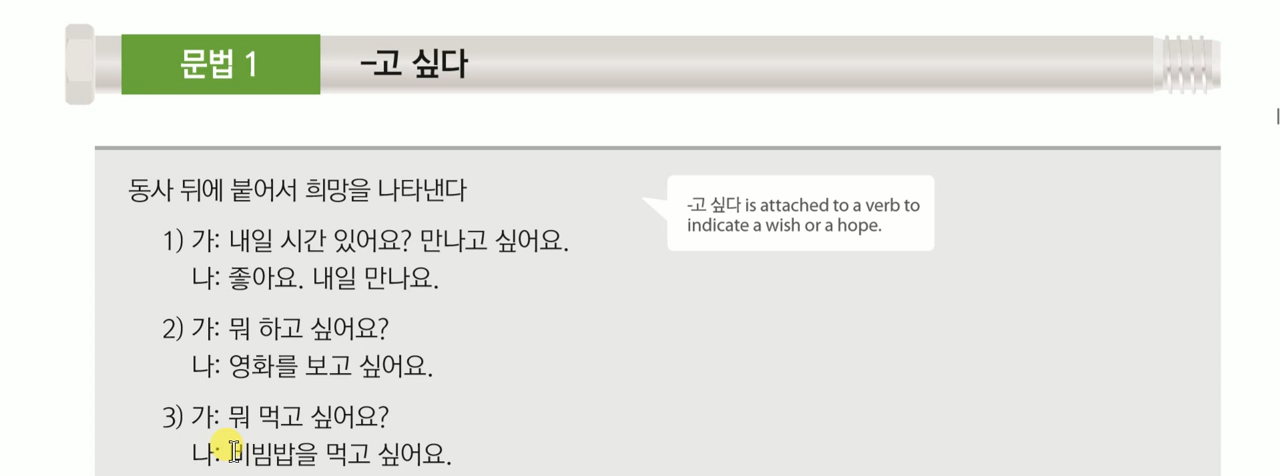 문법 1
-고 싶다
동사 뒤에 붙어서 희망을 나타낸다
-고 싶다 is attached to a verb to
indicate a wish or a hope.
1) 가: 내일 시간 있어요? 만나고 싶어요.
나: 좋아요. 내일 만나요.
2) 가: 뭐 하고 싶어요?
나: 영화를 보고 싶어요.
3) 가: 뭐 먹고 싶어요?
나: 비빔밥을 먹고 싶어요.